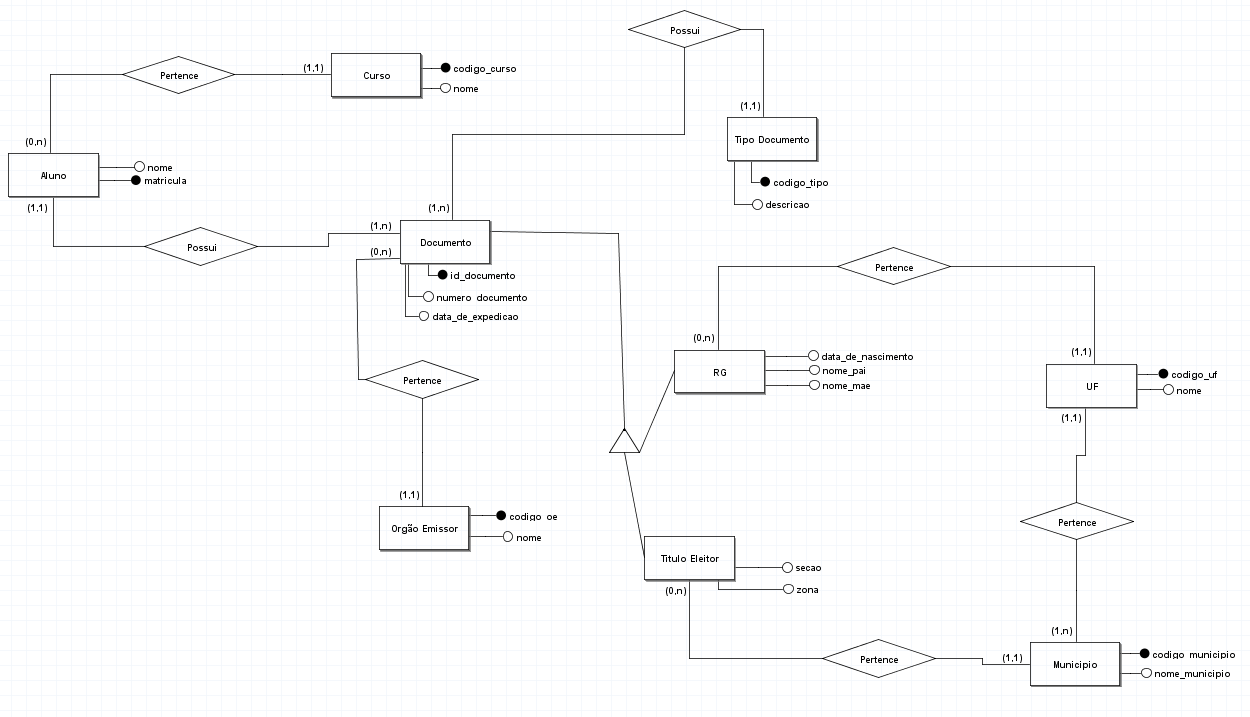 Possui
Pertence
(1,1)
Curso
codigo_curso
nome
(1,1)
Tipo Documento
codigo_tipo
descricao
(0,n)
Aluno
nome
matricula
(1,1)
Possui
(1,n)
(1,n)
(0,n)
Documento
id_documento
numero_documento
data_de_expedicao
Pertence
(0,n)
RG
data_de_nascimento
nome_pai
nome_mae
(1,1)
UF
codigo_uf
nome
(1,1)
Pertence
(1,1)
Orgão Emissor
codigo_oe
nome
Pertence
Titulo Eleitor
secao
zona
(0,n)
Pertence
(1,1)
(1,n)
Municipio
codigo_municipio
nome_municipio